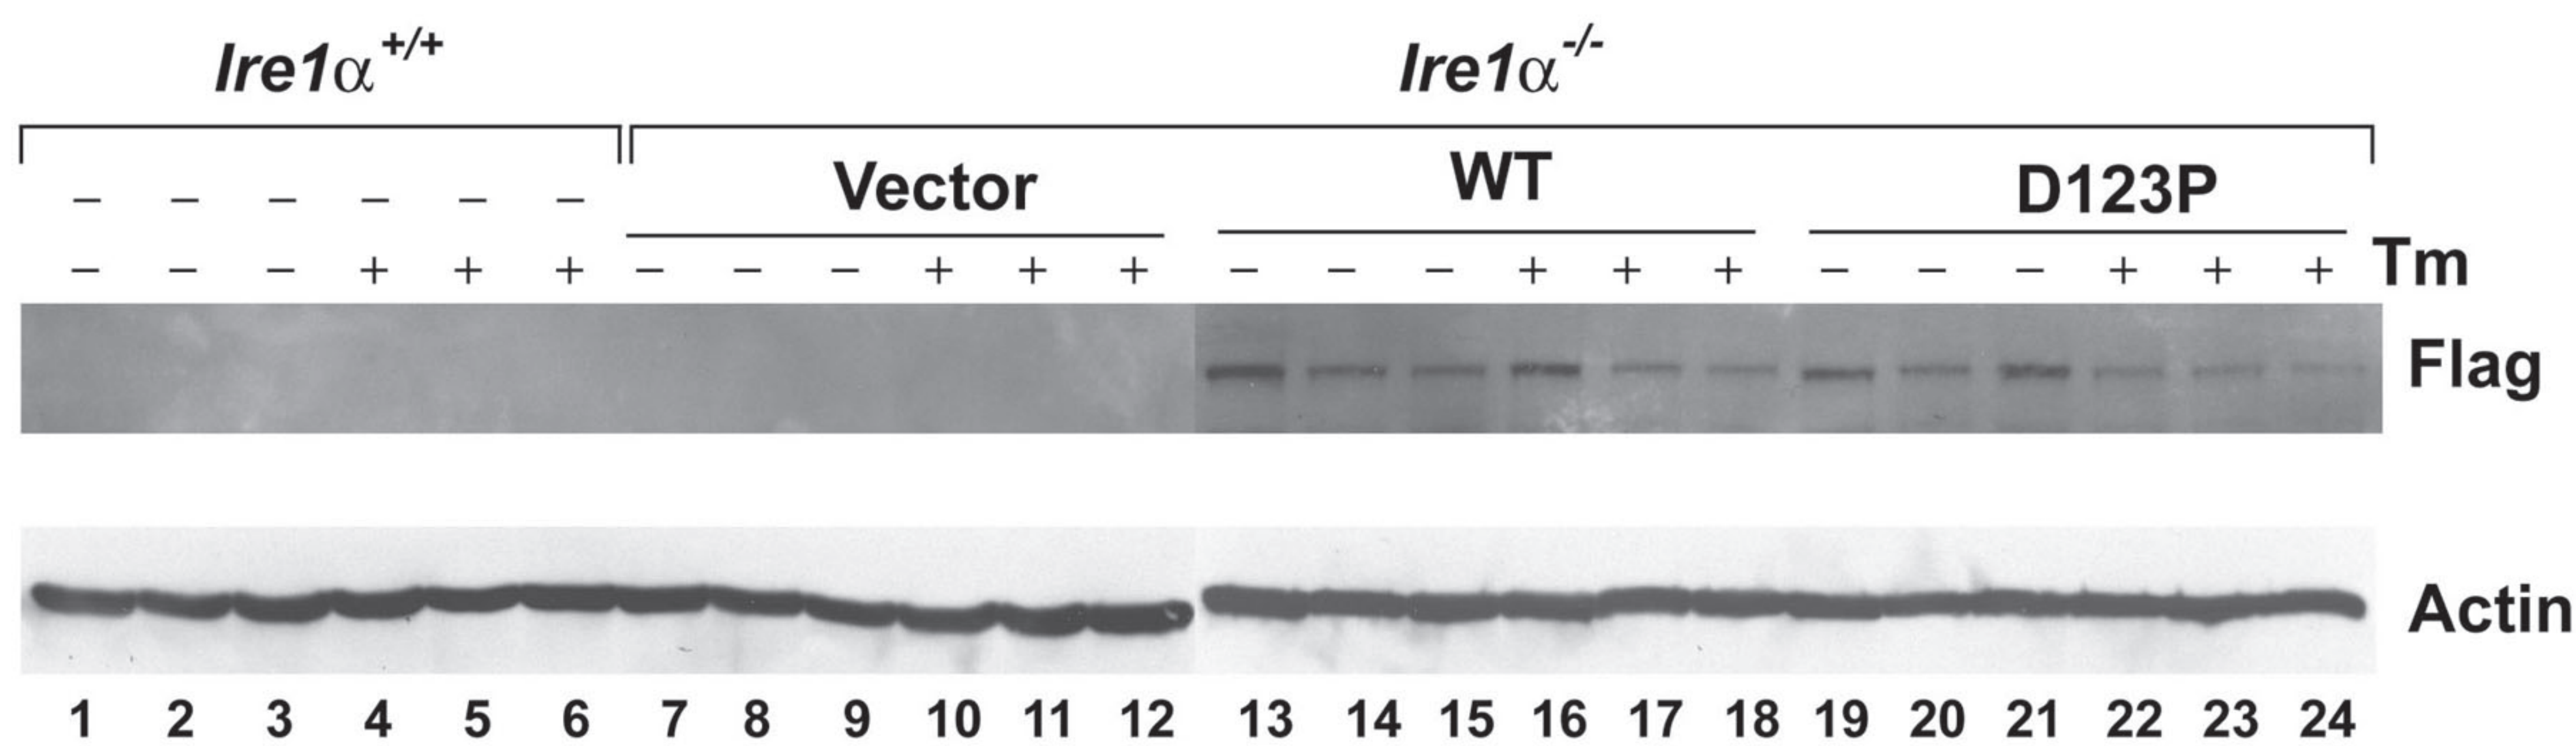 Ire1α+/+ Ire1α-/-
– – – – – – Vector WT D123P
– – – + + + – – – + + + – – – + + + – – – + + + Tm
Flag
Actin
1 2 3 4 5 6 7 8 9 10 11 12 13 14 15 16 17 18 19 20 21 22 23 24